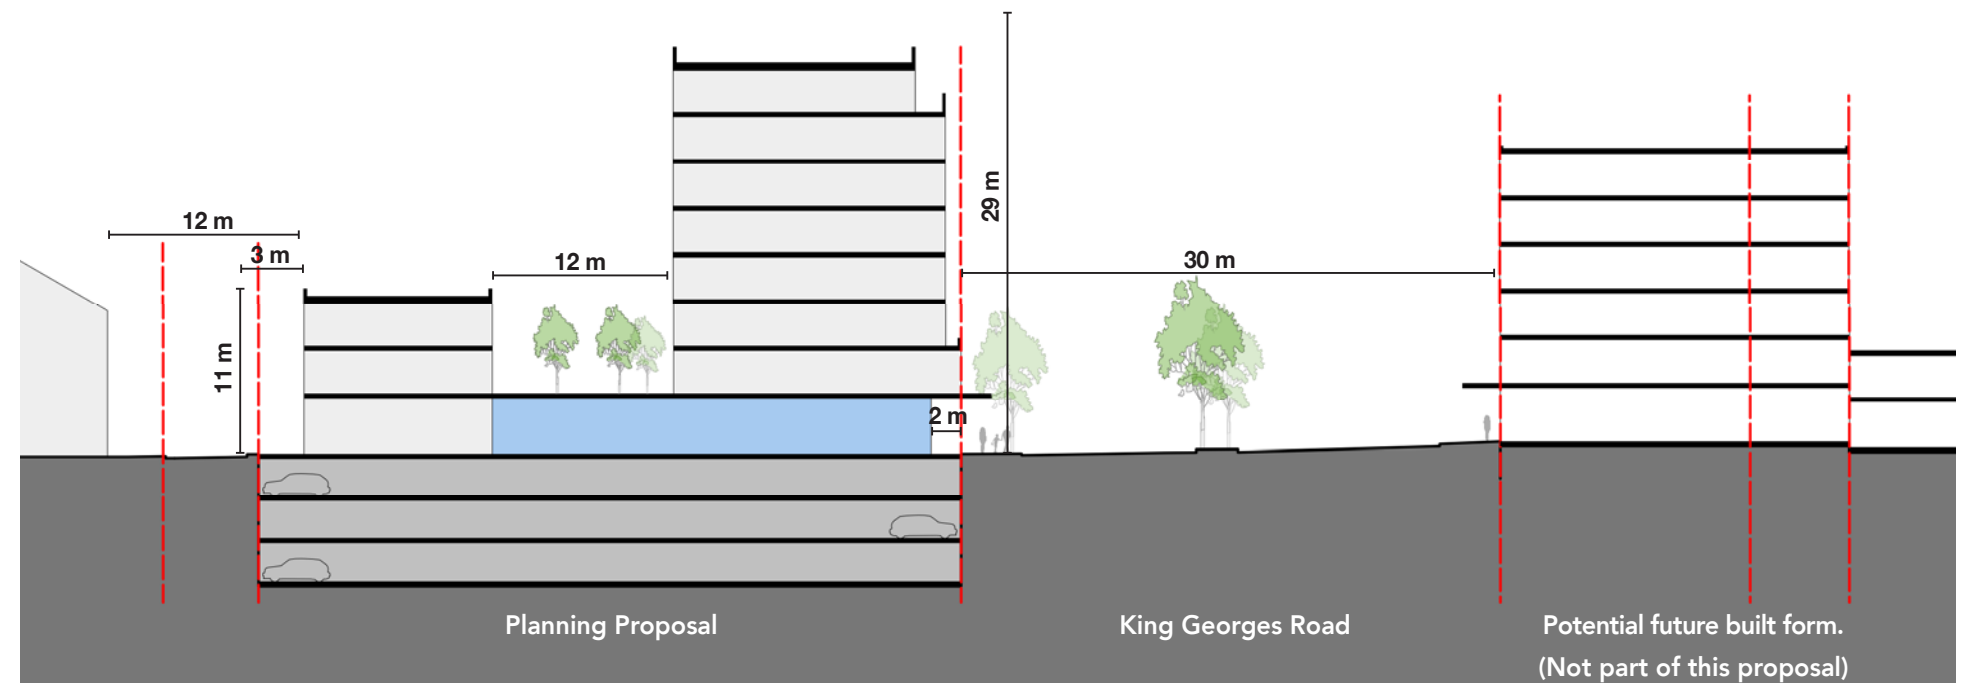 29 m
12 m
3 m
12 m
30 m
11 m
2 m
Planning Proposal
King Georges Road
Potential future built form.
(Not part of this proposal)